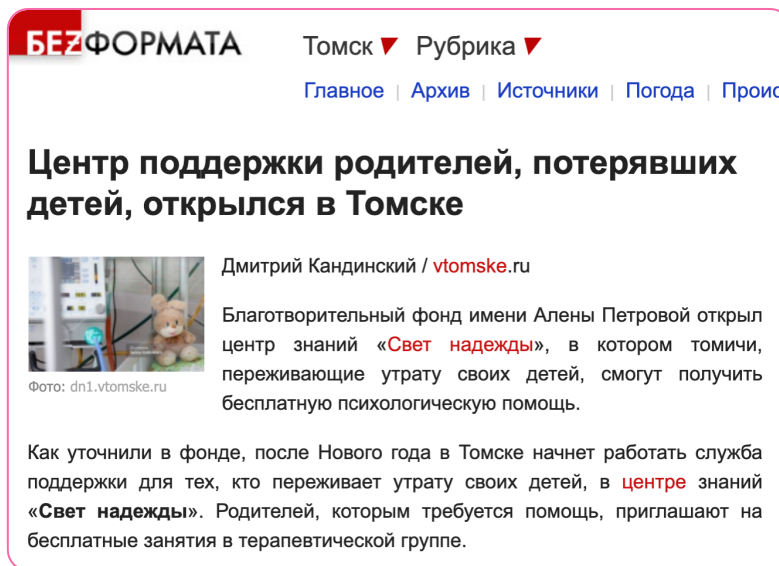 БЕZФОРМАТА
Томск Рубрика
Главное | Архив | Источники | Погода | Проис
Центр поддержки родителей, потерявших
детей, открылся в Томске
Дмитрий Кандинский / vtomske.ru
Благотворительный фонд имени Алены Петровой открыл
центр знаний «Свет надежды», в котором томичи,
переживающие утрату своих детей, смогут получить
бесплатную психологическую помощь.
Фото: dn1.vtomske.ru
Как уточнили в фонде, после Нового года в Томске начнет работать служба
поддержки для тех, кто переживает утрату своих детей, в центре знаний
«Свет надежды». Родителей, которым требуется помощь, приглашают на
бесплатные занятия в терапевтической группе.